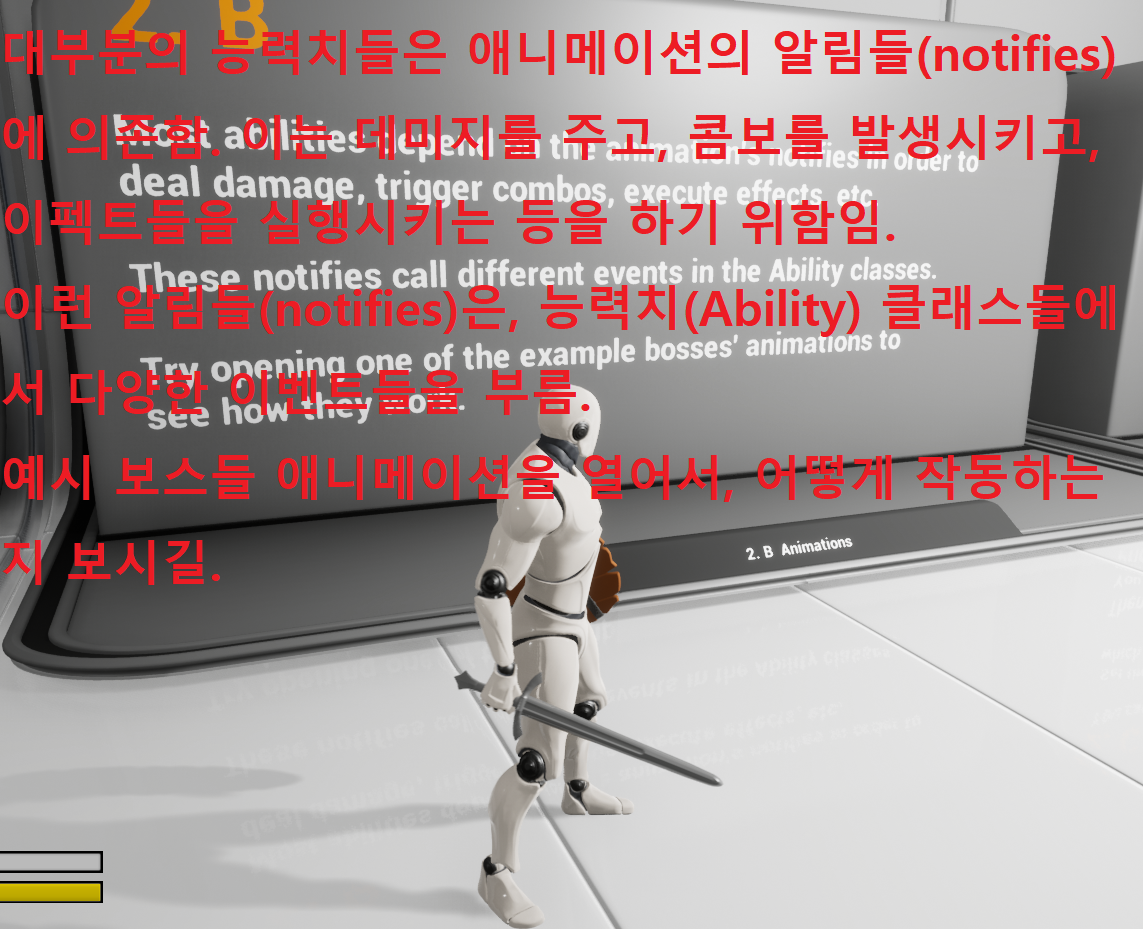 2. B
대부분의 능력치들은 애니메이션의 알림들(notifies)
에 의존함. 이는 데미지를 주고, 콤보를 발생시키고,
Most abilities depend on the animation's notifies in order to
deal damage, trigger combos, execute effects, etc.
이펙트들을 실행시키는 등을 하기 위함임.
These notifies call different events in the Ability classes.
이런 알림들(notifies)은, 능력치(Ability) 클래스들에
Try opening one of the example bosses' animations to
서 다양한 이벤트들을 부름.
see how they work.
예시 보스들 애니메이션을 열어서, 어떻게 작동하는
지 보시길.
2. B Animations